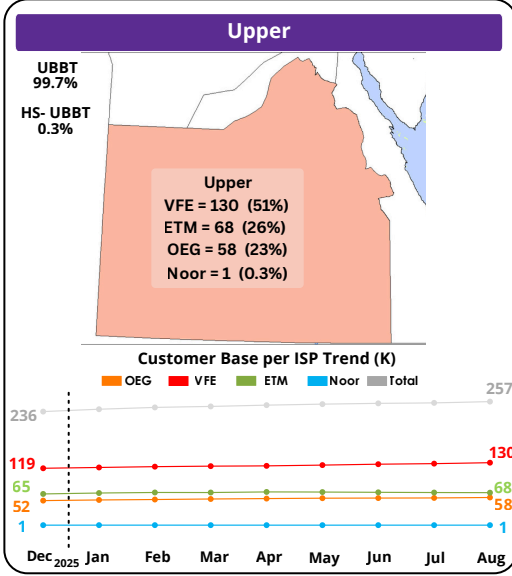 Upper
UBBT
99.7%
HS- UBBT
0.3%
Upper
VFE = 130 (51%)
ETM = 68 (26%)
OEG = 58 (23%)
Noor = 1 (0.3%)
Customer Base per ISP Trend (K)
OEG VFE ETM Noor Total
236 257
119 130
65 68
52 58
1 1
Dec 2025 Jan Feb Mar Apr May Jun Jul Aug